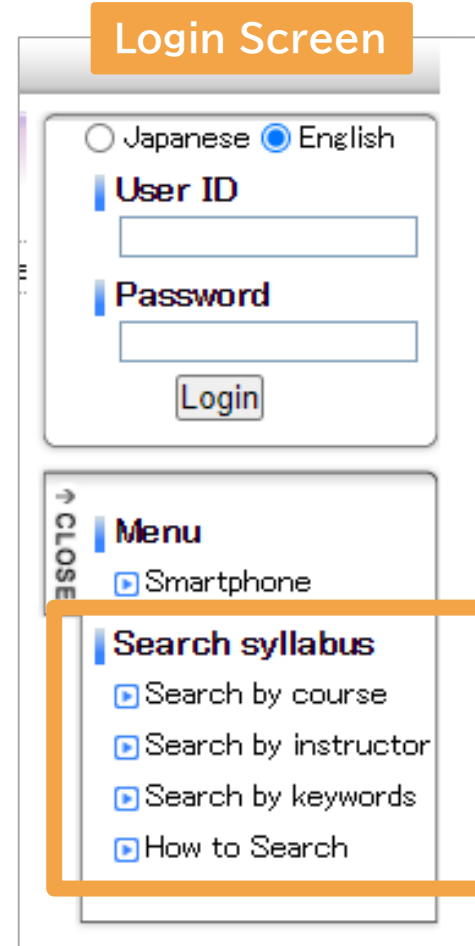 Login Screen
Japanese English
User ID
Password
Login
↑ CLOSE
Menu
Smartphone
Search syllabus
Search by course
Search by instructor
Search by keywords
How to Search